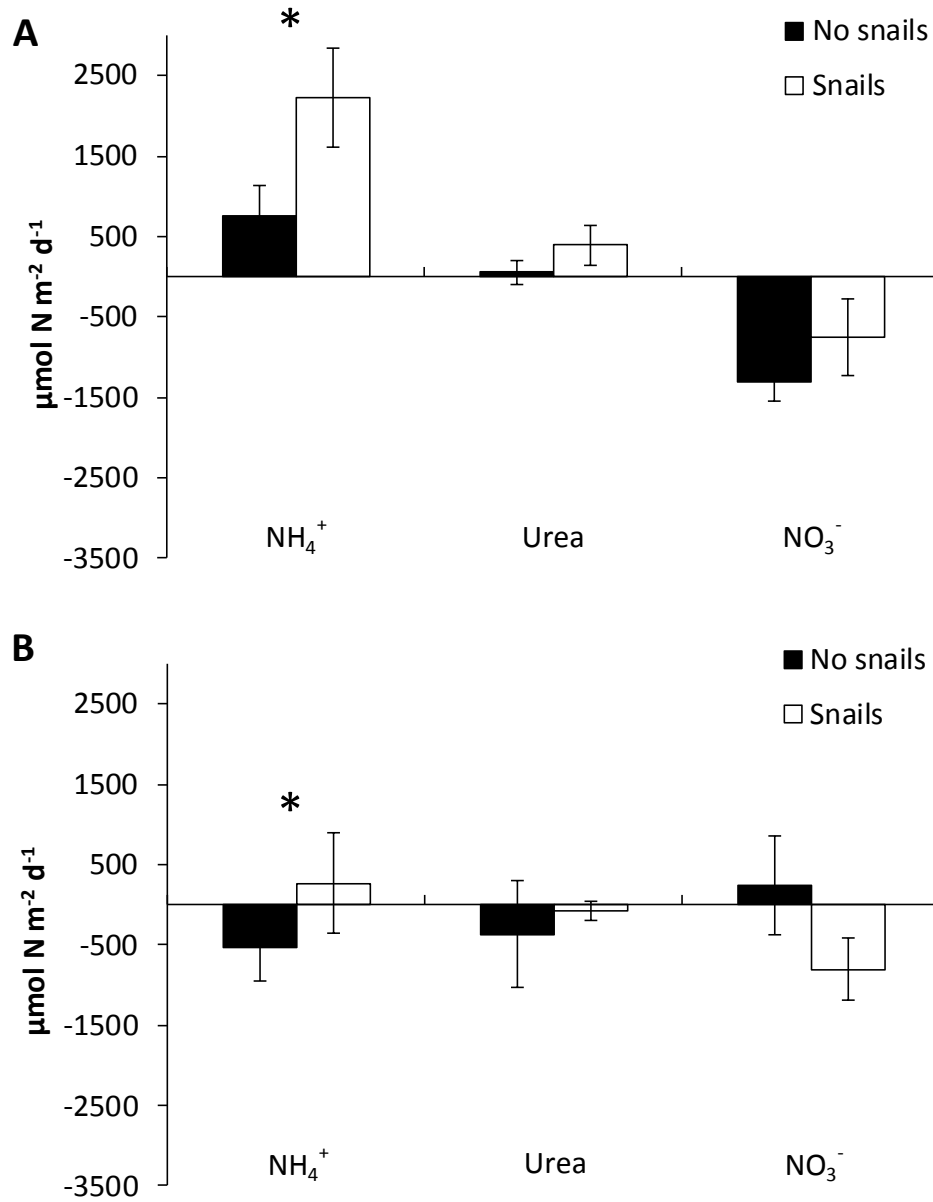 A
*
No snails
Snails
2500
1500
500
-500
-1500
-2500
-3500
µmol N m⁻² d⁻¹
NH₄⁺ Urea NO₃⁻
B
No snails
Snails
2500
1500
*
500
-500
-1500
-2500
-3500
µmol N m⁻² d⁻¹
NH₄⁺ Urea NO₃⁻